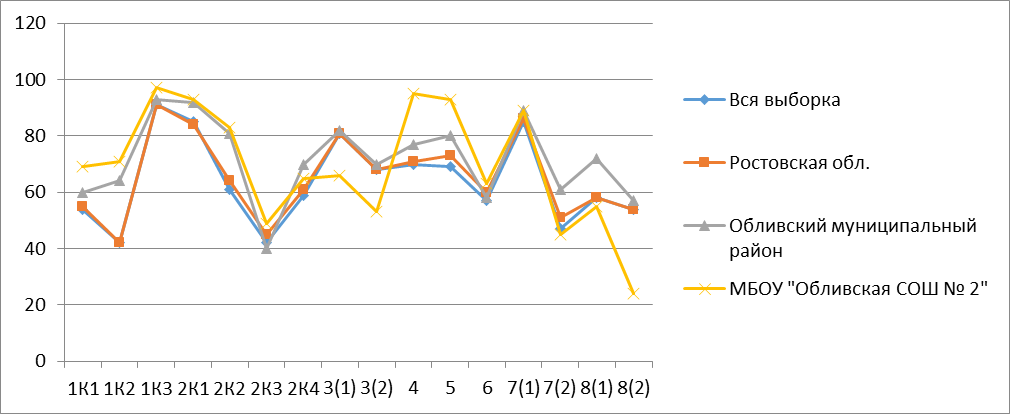 120
100
80
60
40
20
0
1К1 1К2 1К3 2К1 2К2 2К3 2К4 3(1) 3(2) 4 5 6 7(1) 7(2) 8(1) 8(2)
Вся выборка
Ростовская обл.
Обливский муниципальный
район
МБОУ "Обливская СОШ № 2"